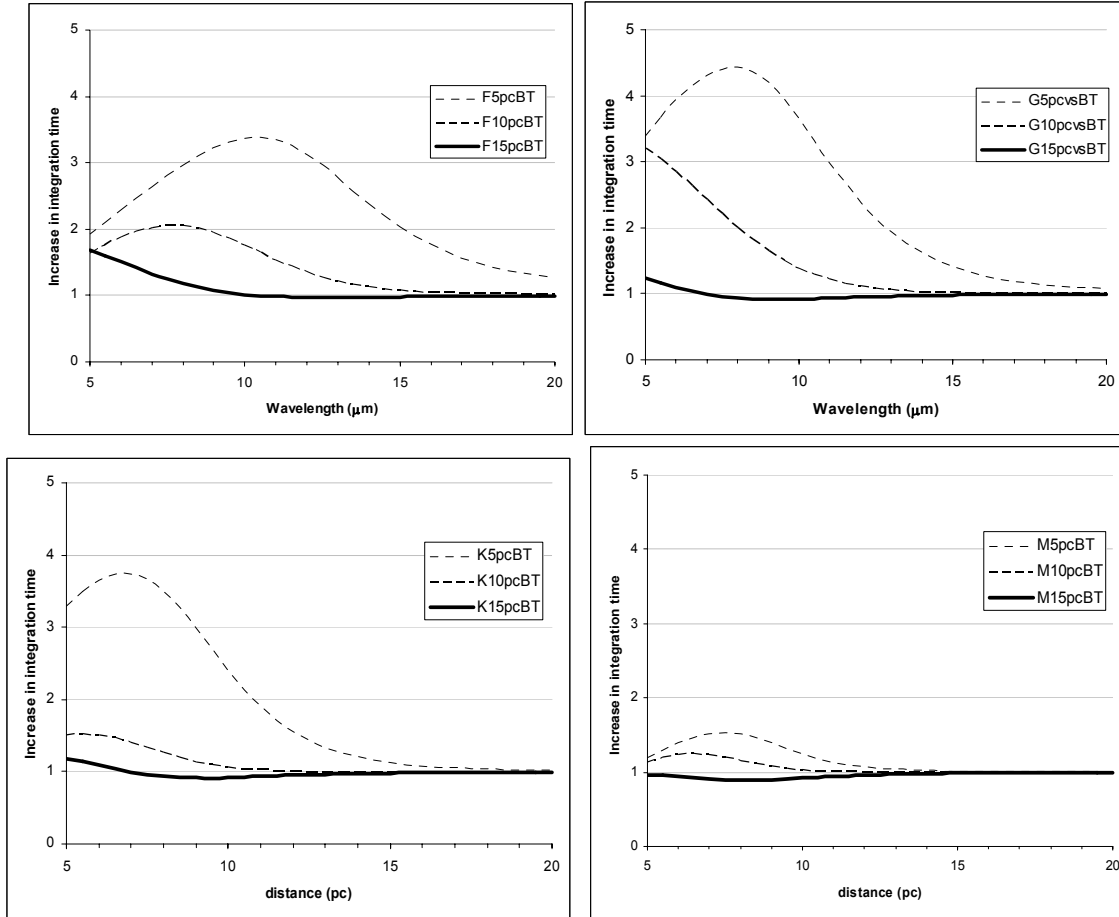 5
4
3
2
1
0
Increase in integration time
F5pcBT
F10pcBT
F15pcBT
5 10 15 20
Wavelength (μm)
5
4
3
2
1
0
Increase in integration time
G5pcvsBT
G10pcvsBT
G15pcvsBT
5 10 15 20
Wavelength (μm)
5
4
3
2
1
0
Increase in integration time
K5pcBT
K10pcBT
K15pcBT
5 10 15 20
distance (pc)
5
4
3
2
1
0
Increase in integration time
M5pcBT
M10pcBT
M15pcBT
5 10 15 20
distance (pc)